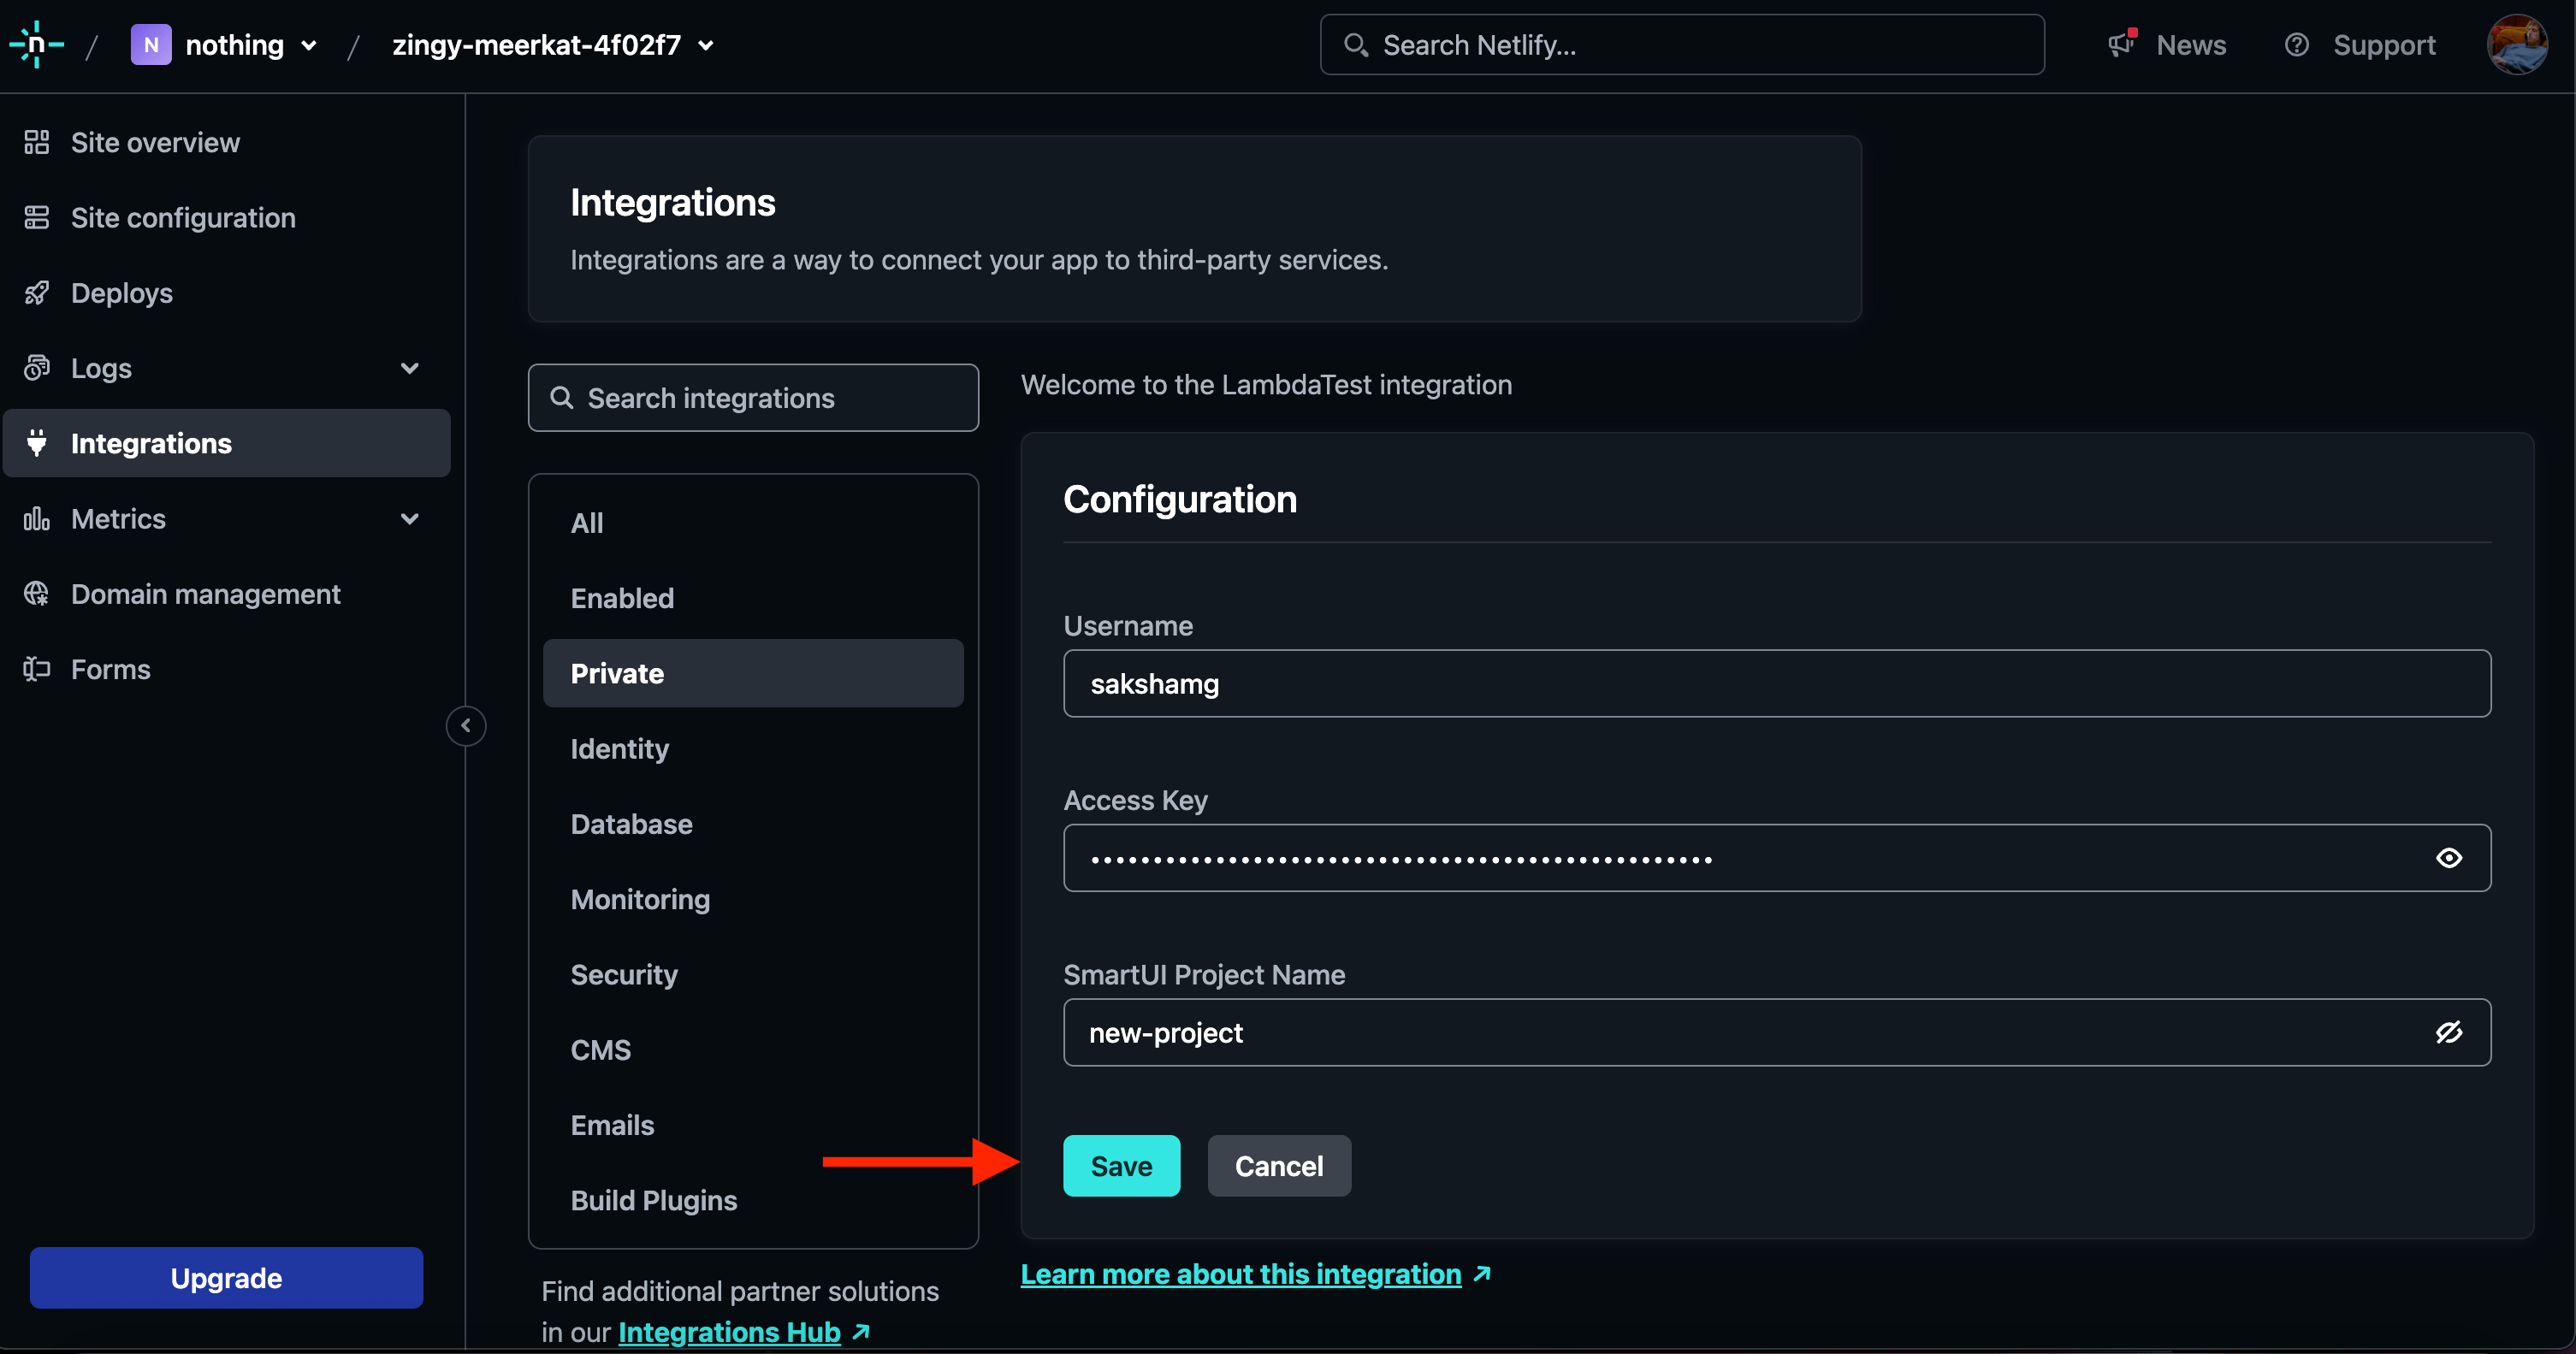 n / N nothing / zingy-meerkat-4f02f7
Search Netlify...
News
Support
Site overview
Site configuration
Deploys
Logs
Integrations
Metrics
Domain management
Forms
Upgrade
Integrations
Integrations are a way to connect your app to third-party services.
Search integrations
All
Enabled
Private
Identity
Database
Monitoring
Security
CMS
Emails
Build Plugins
Find additional partner solutions
in our Integrations Hub
Welcome to the LambdaTest integration
Configuration
Username
sakshamg
Access Key
SmartUI Project Name
new-project
Save
Cancel
Learn more about this integration